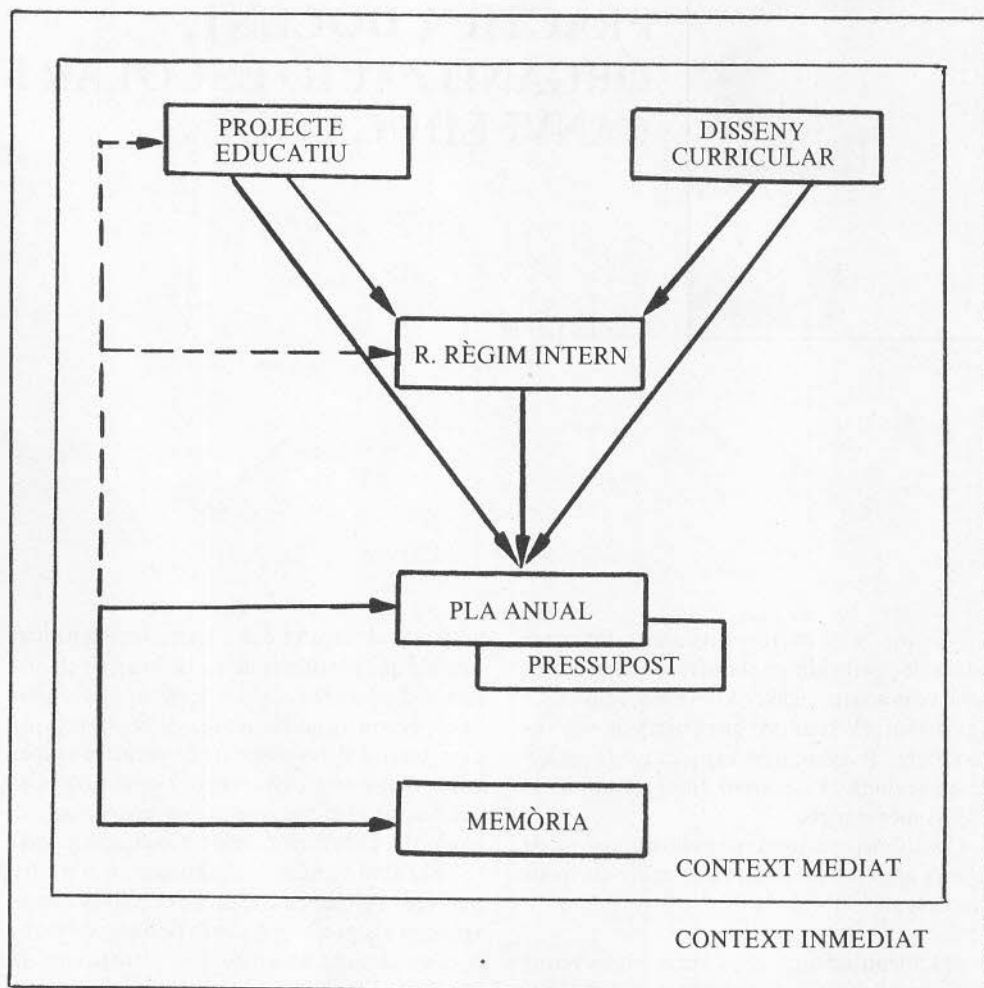 PROJECTE
EDUCATIU
DISSENY
CURRICULAR
R. RÈGIM INTERN
PLA ANUAL
PRESSUPOST
MEMÒRIA
CONTEXT MEDIAT
CONTEXT INMEDIAT